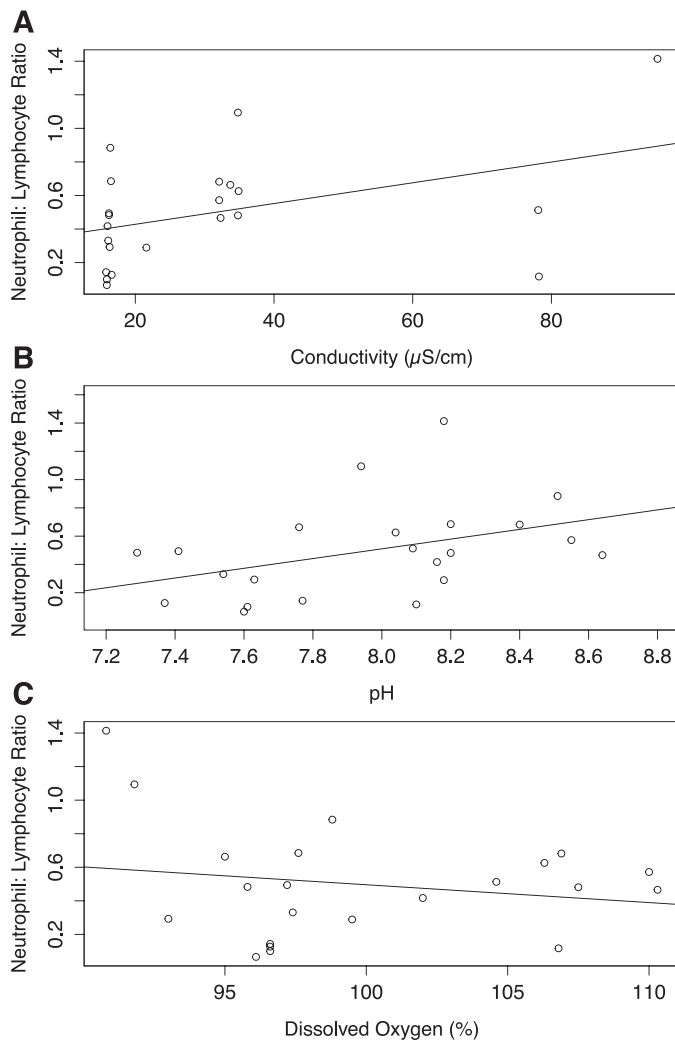 A
Neutrophil: Lymphocyte Ratio
1.4
1.0
0.6
0.2
20 40 60 80
Conductivity (µS/cm)
B
Neutrophil: Lymphocyte Ratio
1.4
1.0
0.6
0.2
7.2 7.4 7.6 7.8 8.0 8.2 8.4 8.6 8.8
pH
C
Neutrophil: Lymphocyte Ratio
1.4
1.0
0.6
0.2
95 100 105 110
Dissolved Oxygen (%)